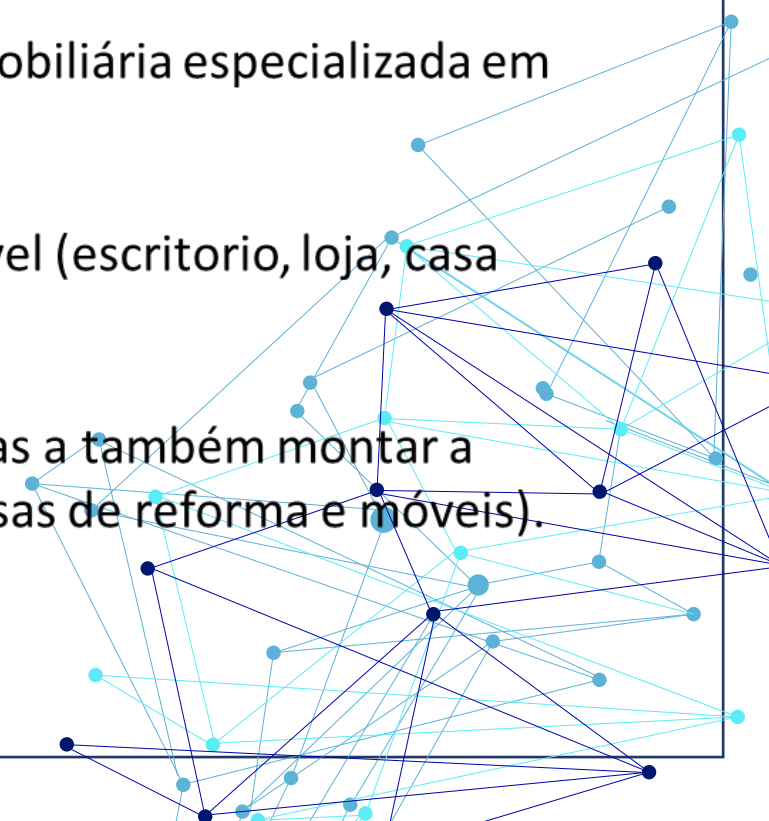 obiliária especializada em
vel (escritorio, loja, casa
as a também montar a
sas de reforma e móveis).